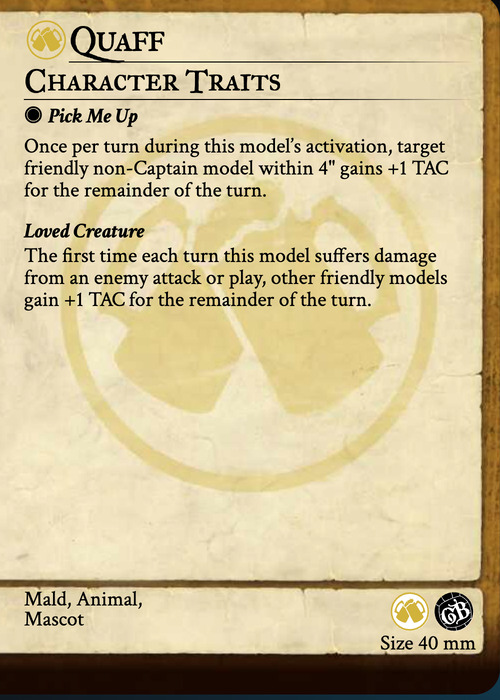 Quaff
Character Traits
Pick Me Up
Once per turn during this model's activation, target
friendly non-Captain model within 4" gains +1 TAC
for the remainder of the turn.
Loved Creature
The first time each turn this model suffers damage
from an enemy attack or play, other friendly models
gain +1 TAC for the remainder of the turn.
Mald, Animal,
Mascot
GB
Size 40 mm